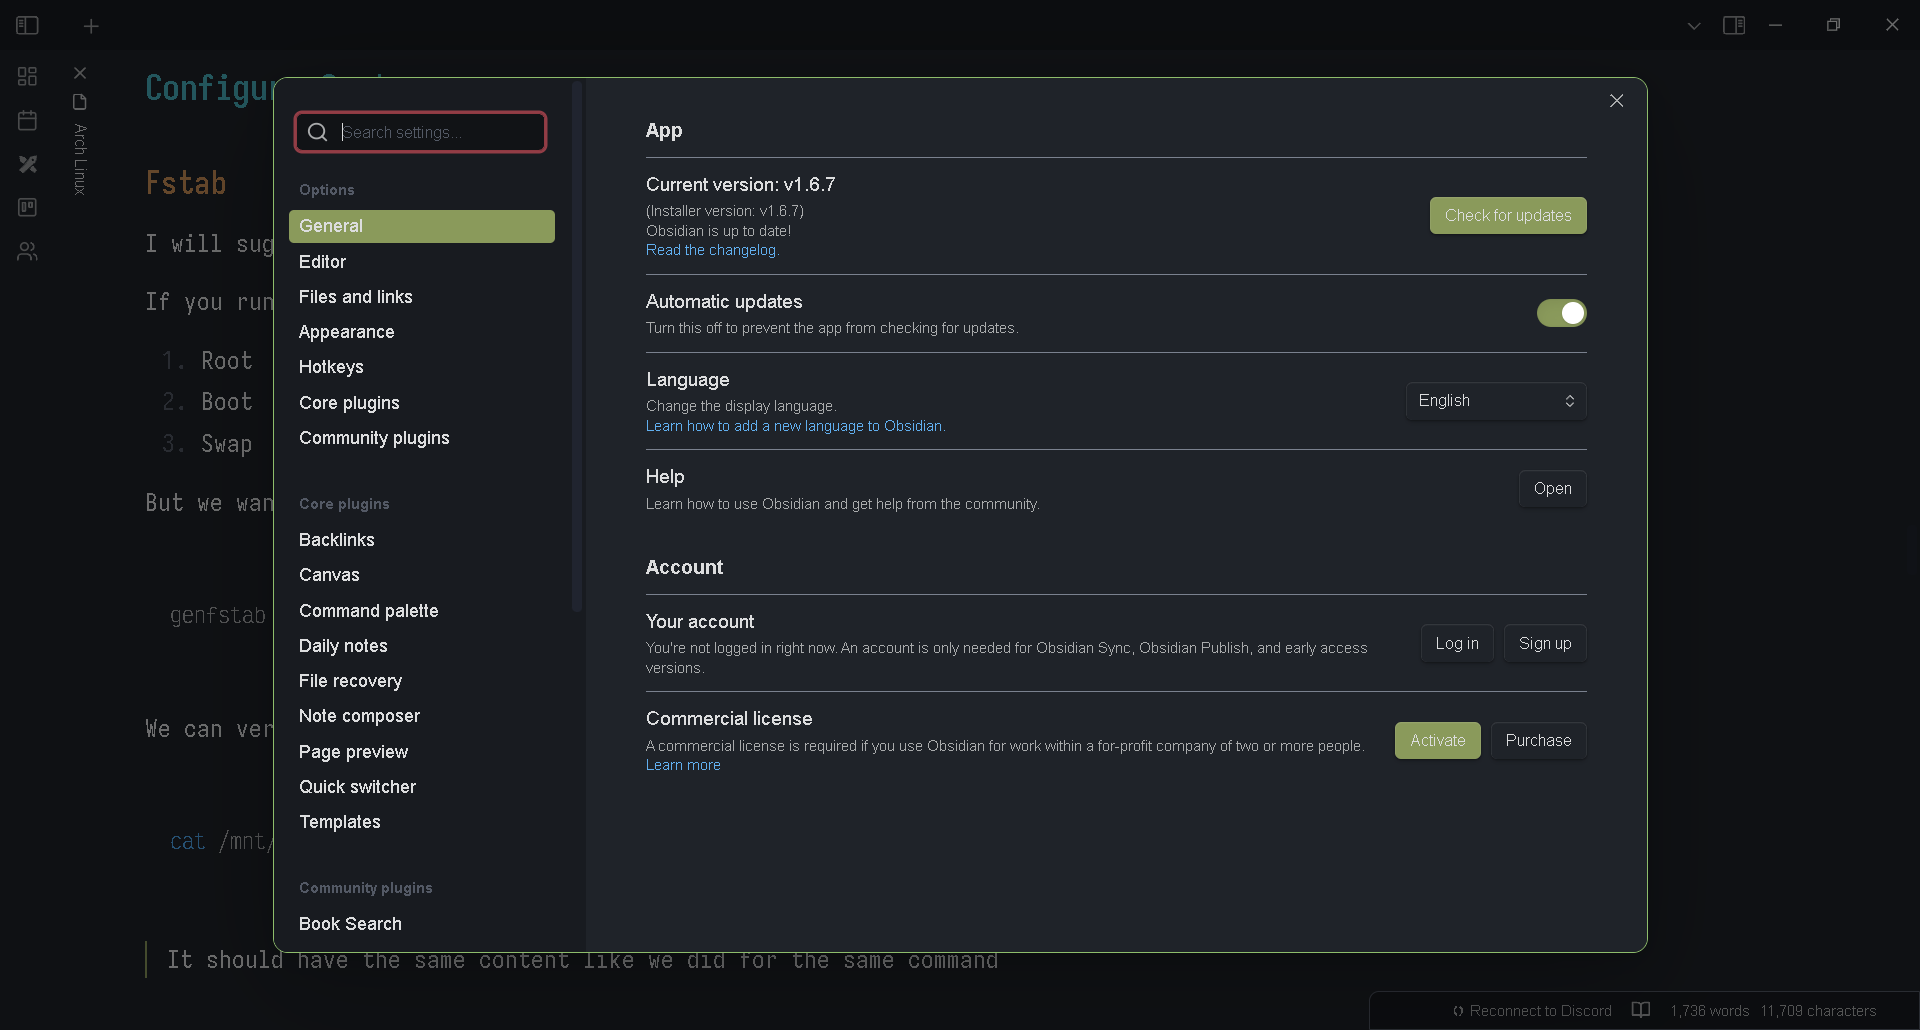 Arch Linux
Configur
Fstab
I will sug
If you run
1. Root
2. Boot
3. Swap
But we wan
genfstab
We can ver
cat /mnt/
It should have the same content like we did for the same command
Search settings...
Options
General
Editor
Files and links
Appearance
Hotkeys
Core plugins
Community plugins
Core plugins
Backlinks
Canvas
Command palette
Daily notes
File recovery
Note composer
Page preview
Quick switcher
Templates
Community plugins
Book Search
App
Current version: v1.6.7
(Installer version: v1.6.7)
Obsidian is up to date!
Read the changelog.
Check for updates
Automatic updates
Turn this off to prevent the app from checking for updates.
Language
Change the display language.
Learn how to add a new language to Obsidian.
English
Help
Learn how to use Obsidian and get help from the community.
Open
Account
Your account
You're not logged in right now. An account is only needed for Obsidian Sync, Obsidian Publish, and early access
versions.
Log in
Sign up
Commercial license
A commercial license is required if you use Obsidian for work within a for-profit company of two or more people.
Learn more
Activate
Purchase
Reconnect to Discord
1,736 words
11,709 characters